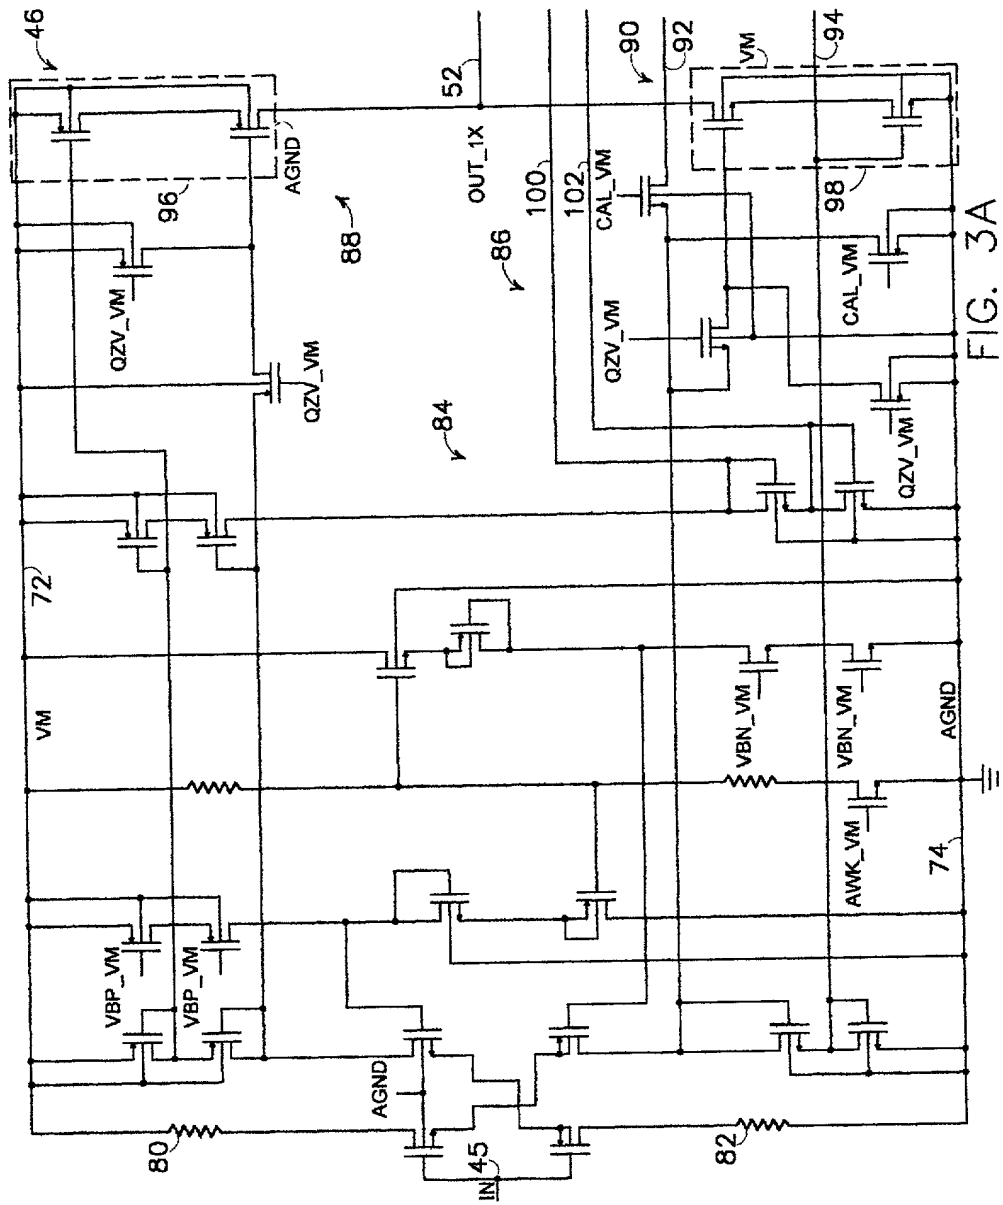 46
52
90
92
VM
94
96
AGND
OUT_1X
100
102
CAL_VM
98
88
86
QZV_VM
QZV_VM
QZV_VM
CAL_VM
QZV_VM
84
72
VM
VBN_VM
VBN_VM
AGND
AWK_VM
74
VBP_VM
VBP_VM
AGND
80
IN
45
82
FIG. 3A